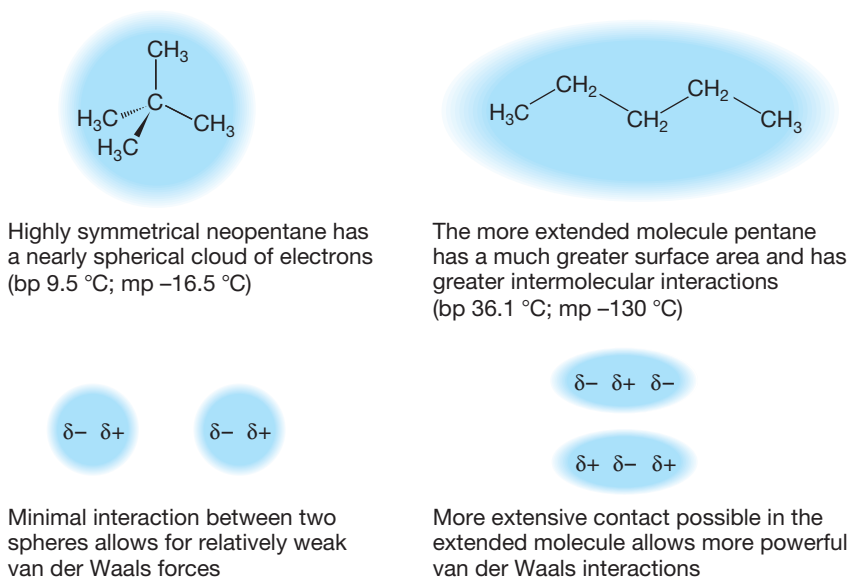 CH₃
C
H₃C
CH₃
H₃C
Highly symmetrical neopentane has
a nearly spherical cloud of electrons
(bp 9.5 °C; mp –16.5 °C)
CH₂ CH₂
H₃C CH₂ CH₃
The more extended molecule pentane
has a much greater surface area and has
greater intermolecular interactions
(bp 36.1 °C; mp –130 °C)
δ– δ+ δ– δ+
Minimal interaction between two
spheres allows for relatively weak
van der Waals forces
δ– δ+ δ–
δ+ δ– δ+
More extensive contact possible in the
extended molecule allows more powerful
van der Waals interactions